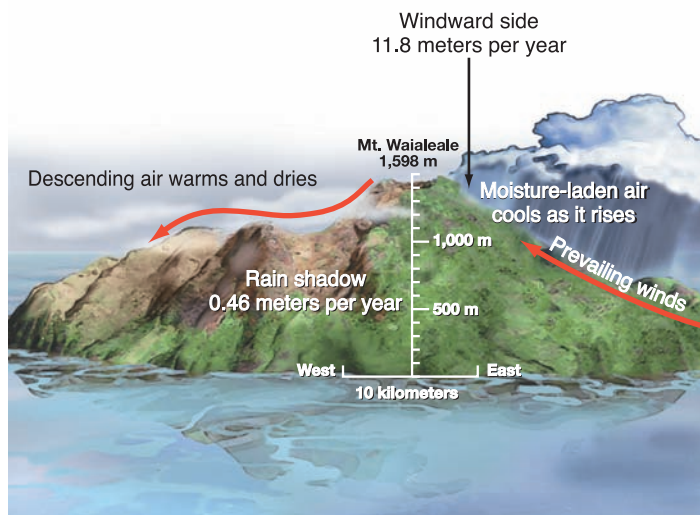 Windward side
11.8 meters per year
Mt. Waialeale
1,598 m
Descending air warms and dries
Moisture-laden air
cools as it rises
1,000 m
Prevailing winds
Rain shadow
0.46 meters per year
500 m
West
East
10 kilometers